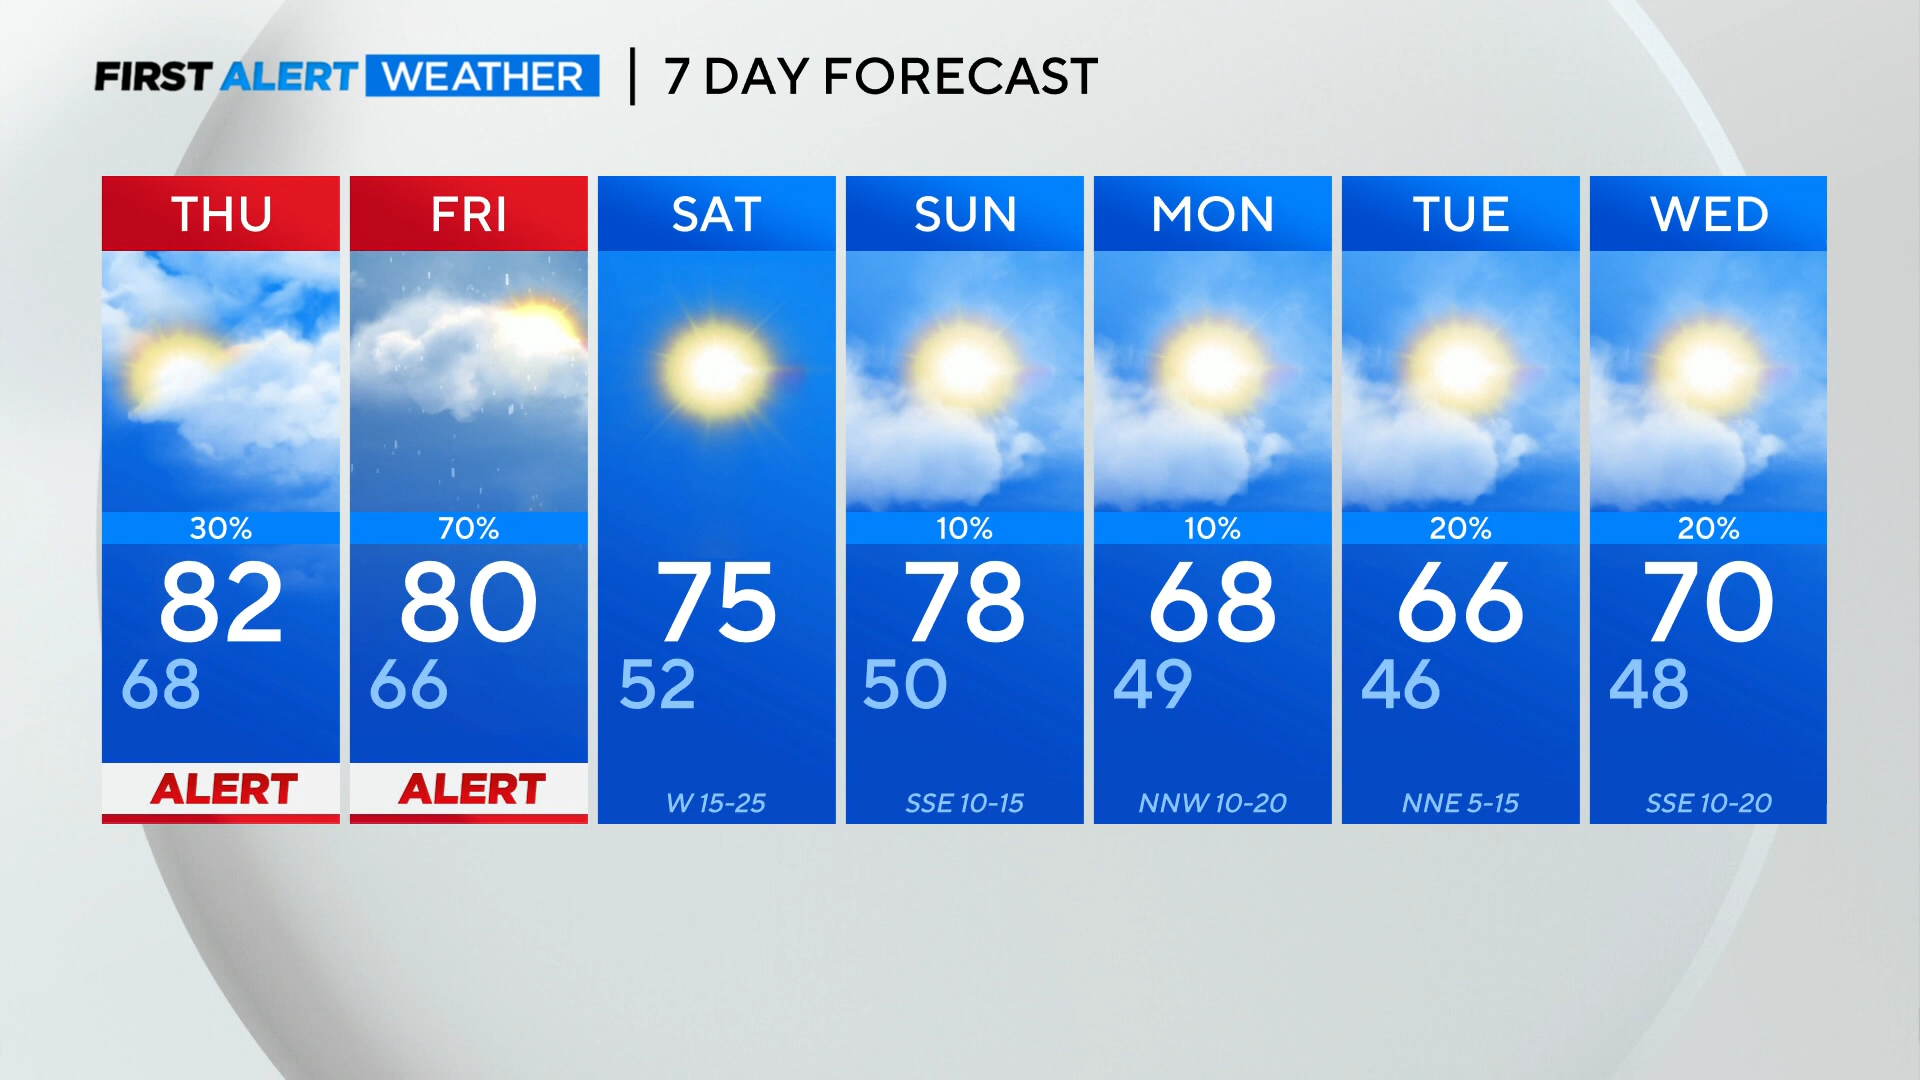 FIRST ALERT WEATHER | 7 DAY FORECAST
THU FRI SAT SUN MON TUE WED
30% 70% 10% 10% 20% 20%
82 80 75 78 68 66 70
68 66 52 50 49 46 48
ALERT ALERT W 15-25 SSE 10-15 NNW 10-20 NNE 5-15 SSE 10-20